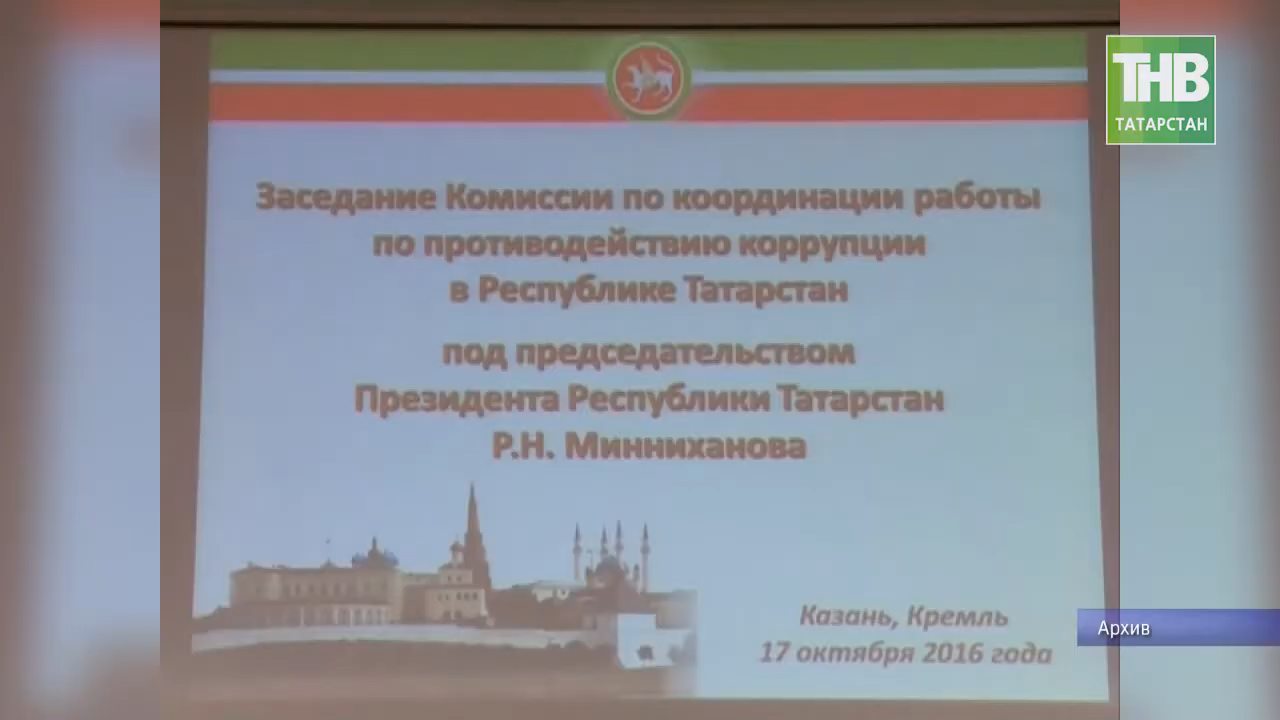 ТНВ
ТАТАРСТАН
Заседание Комиссии по координации работы
по противодействию коррупции
в Республике Татарстан
под председательством
Президента Республики Татарстан
Р.Н. Минниханова
Казань, Кремль
17 октября 2016 года
Архив